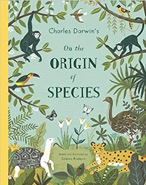 Charles Darwin's
On the
ORIGIN of
SPECIES